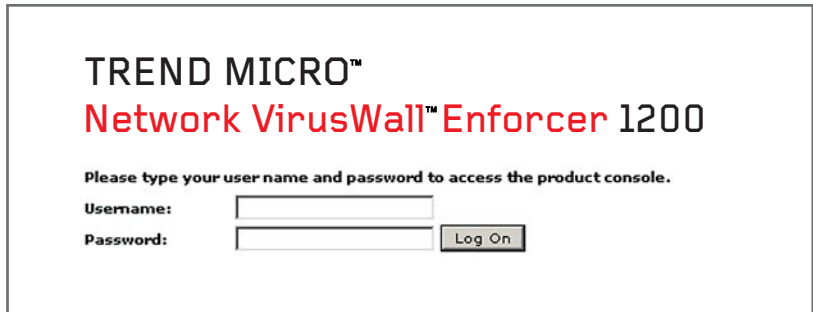 TREND MICRO™
Network VirusWall™ Enforcer 1200
Please type your user name and password to access the product console.
Username:
Password: Log On